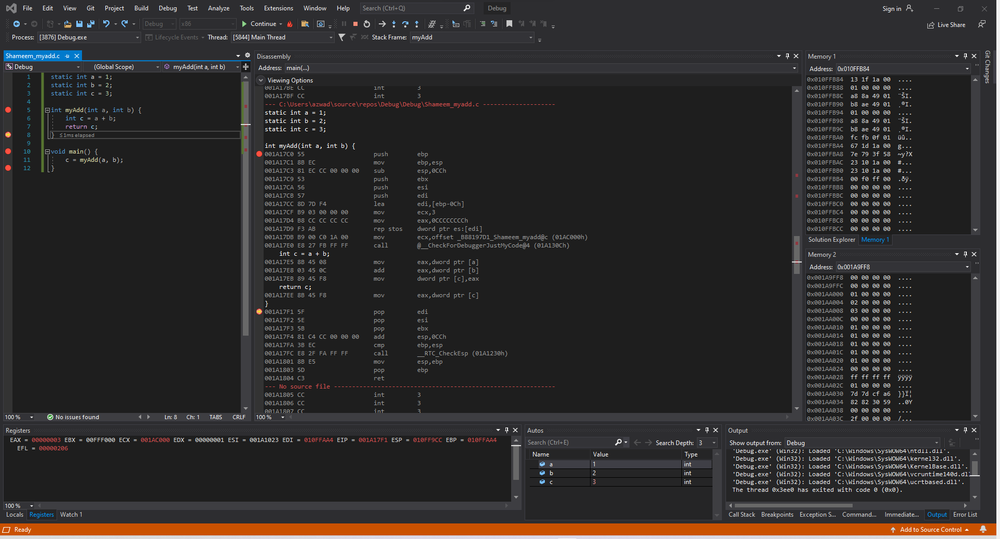 File Edit View Git Project Build Debug Test Analyze Tools Extensions Window Help Search (Ctrl+Q) Debug Sign in
Debug x86 Continue Live Share
Process: [3876] Debug.exe Lifecycle Events Thread: [5844] Main Thread Stack Frame: myAdd
Shameem_myadd.c
Debug (Global Scope) myAdd(int a, int b)
1 static int a = 1;
2 static int b = 2;
3 static int c = 3;
4
5 int myAdd(int a, int b) {
6 int c = a + b;
7 return c;
8 } ≤1ms elapsed
9
10 void main() {
11 c = myAdd(a, b);
12 }
100 % No issues found Ln: 8 Ch: 1 TABS CRLF
Disassembly
Address: main(...)
Viewing Options
001A17BE CC int 3
001A17BF CC int 3
--- C:\Users\azwad\source\repos\Debug\Debug\Shameem_myadd.c --------------------
static int a = 1;
static int b = 2;
static int c = 3;
int myAdd(int a, int b) {
001A17C0 55 push ebp
001A17C1 8B EC mov ebp,esp
001A17C3 81 EC CC 00 00 00 sub esp,0CCh
001A17C9 53 push ebx
001A17CA 56 push esi
001A17CB 57 push edi
001A17CC 8D 7D F4 lea edi,[ebp-0Ch]
001A17CF B9 03 00 00 00 mov ecx,3
001A17D4 B8 CC CC CC CC mov eax,0CCCCCCCCh
001A17D9 F3 AB rep stos dword ptr es:[edi]
001A17DB B9 00 C0 1A 00 mov ecx,offset _B88197D1_Shameem_myadd@c (01AC000h)
001A17E0 E8 27 FB FF FF call @__CheckForDebuggerJustMyCode@4 (01A130Ch)
int c = a + b;
001A17E5 8B 45 08 mov eax,dword ptr [a]
001A17E8 03 45 0C add eax,dword ptr [b]
001A17EB 89 45 F8 mov dword ptr [c],eax
return c;
001A17EE 8B 45 F8 mov eax,dword ptr [c]
}
001A17F1 5F pop edi
001A17F2 5E pop esi
001A17F3 5B pop ebx
001A17F4 81 C4 CC 00 00 00 add esp,0CCh
001A17FA 3B EC cmp ebp,esp
001A17FC E8 2F FA FF FF call __RTC_CheckEsp (01A1230h)
001A1801 8B E5 mov esp,ebp
001A1803 5D pop ebp
001A1804 C3 ret
--- No source file -------------------------------------------------------------
001A1805 CC int 3
001A1806 CC int 3
001A1807 CC int 3
100 %
Memory 1
Address: 0x010FFB84
0x010FFB84 13 1f 1a 00 ....
0x010FFB88 01 00 00 00 ....
0x010FFB8C a8 8a 49 01 ¨ŠI.
0x010FFB90 b8 ae 49 01 ¸®I.
0x010FFB94 01 00 00 00 ....
0x010FFB98 a8 8a 49 01 ¨ŠI.
0x010FFB9C b8 ae 49 01 ¸®I.
0x010FFBA0 fc fb 0f 01 üû..
0x010FFBA4 67 1d 1a 00 g...
0x010FFBA8 7e 79 3f 58 ~y?X
0x010FFBAC 23 10 1a 00 #...
0x010FFBB0 23 10 1a 00 #...
0x010FFBB4 00 f0 ff 00 .ðÿ.
0x010FFBB8 00 00 00 00 ....
0x010FFBBC 00 00 00 00 ....
0x010FFBC0 00 00 00 00 ....
0x010FFBC4 00 00 00 00 ....
0x010FFBC8 00 00 00 00 ....
0x010FFBCC 00 00 00 00 ....
Solution Explorer Memory 1
Git Changes
Memory 2
Address: 0x001A9FF8
0x001A9FF8 00 00 00 00 ....
0x001A9FFC 00 00 00 00 ....
0x001AA000 01 00 00 00 ....
0x001AA004 02 00 00 00 ....
0x001AA008 03 00 00 00 ....
0x001AA00C 00 00 00 00 ....
0x001AA010 01 00 00 00 ....
0x001AA014 01 00 00 00 ....
0x001AA018 01 00 00 00 ....
0x001AA01C 01 00 00 00 ....
0x001AA020 01 00 00 00 ....
0x001AA024 00 00 00 00 ....
0x001AA028 ff ff ff ff ÿÿÿÿ
0x001AA02C 01 00 00 00 ....
0x001AA030 7d 7d cf a6 }}Ï¦
0x001AA034 82 82 30 59 ..0Y
0x001AA038 00 00 00 00 ....
0x001AA03C 2f 00 00 00 /...
Registers
EAX = 00000003 EBX = 00FFF000 ECX = 001AC000 EDX = 00000001 ESI = 001A1023 EDI = 010FFAA4 EIP = 001A17F1 ESP = 010FF9CC EBP = 010FFAA4
EFL = 00000206
100 %
Locals Registers Watch 1
Autos
Search (Ctrl+E) Search Depth: 3
Name Value Type
a 1 int
b 2 int
c 3 int
Output
Show output from: Debug
'Debug.exe' (Win32): Loaded 'C:\Windows\SysWOW64\ntdll.dll'.
'Debug.exe' (Win32): Loaded 'C:\Windows\SysWOW64\kernel32.dll'.
'Debug.exe' (Win32): Loaded 'C:\Windows\SysWOW64\KernelBase.dll'.
'Debug.exe' (Win32): Loaded 'C:\Windows\SysWOW64\vcruntime140d.dll
'Debug.exe' (Win32): Loaded 'C:\Windows\SysWOW64\ucrtbased.dll'.
The thread 0x3ee0 has exited with code 0 (0x0).
Call Stack Breakpoints Exception S... Command... Immediate... Output Error List
Ready Add to Source Control